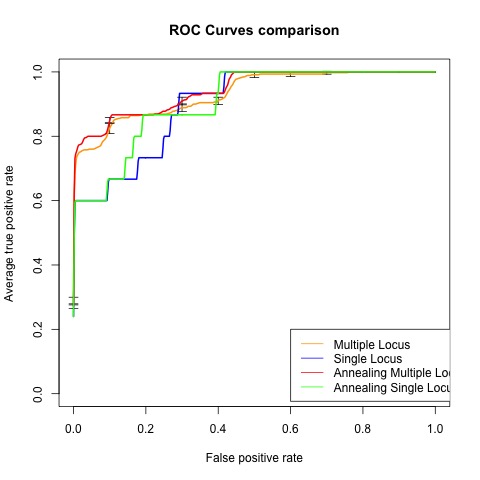 ROC Curves comparison
Average true positive rate
1.0
0.8
0.6
0.4
0.2
0.0
Multiple Locus
Single Locus
Annealing Multiple Loc
Annealing Single Locu
0.0 0.2 0.4 0.6 0.8 1.0
False positive rate